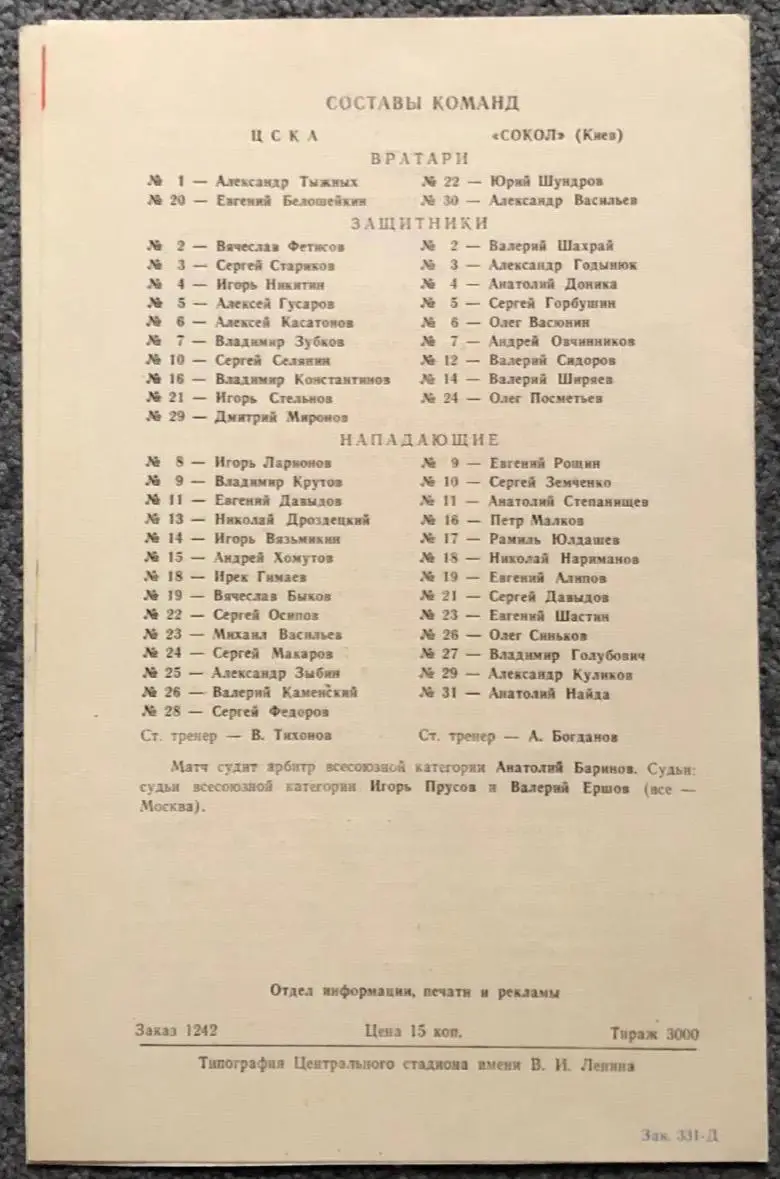 СОСТАВЫ КОМАНД
ЦСКА «СОКОЛ» (Киев)
ВРАТАРИ
№ 1 — Александр Тыжных № 22 — Юрий Шундров
№ 20 — Евгений Белошейкин № 30 — Александр Васильев
ЗАЩИТНИКИ
№ 2 — Вячеслав Фетисов № 2 — Валерий Шахрай
№ 3 — Сергей Стариков № 3 — Александр Годынюк
№ 4 — Игорь Никитин № 4 — Анатолий Доника
№ 5 — Алексей Гусаров № 5 — Сергей Горбушин
№ 6 — Алексей Касатонов № 6 — Олег Васюнин
№ 7 — Владимир Зубков № 7 — Андрей Овчинников
№ 10 — Сергей Селянин № 12 — Валерий Сидоров
№ 16 — Владимир Константинов № 14 — Валерий Ширяев
№ 21 — Игорь Стельнов № 24 — Олег Посметьев
№ 29 — Дмитрий Миронов
НАПАДАЮЩИЕ
№ 8 — Игорь Ларионов № 9 — Евгений Рощин
№ 9 — Владимир Крутов № 10 — Сергей Земченко
№ 11 — Евгений Давыдов № 11 — Анатолий Степанищев
№ 13 — Николай Дроздецкий № 16 — Петр Малков
№ 14 — Игорь Вязьмикин № 17 — Рамиль Юлдашев
№ 15 — Андрей Хомутов № 18 — Николай Нариманов
№ 18 — Ирек Гимаев № 19 — Евгений Алипов
№ 19 — Вячеслав Быков № 21 — Сергей Давыдов
№ 22 — Сергей Осипов № 23 — Евгений Шастин
№ 23 — Михаил Васильев № 26 — Олег Синьков
№ 24 — Сергей Макаров № 27 — Владимир Голубович
№ 25 — Александр Зыбин № 29 — Александр Куликов
№ 26 — Валерий Каменский № 31 — Анатолий Найда
№ 28 — Сергей Федоров
Ст. тренер — В. Тихонов Ст. тренер — А. Богданов
Матч судит арбитр всесоюзной категории Анатолий Баринов. Судьи:
судьи всесоюзной категории Игорь Прусов и Валерий Ершов (все —
Москва).
Отдел информации, печати и рекламы
Заказ 1242 Цена 15 коп. Тираж 3000
Типография Центрального стадиона имени В. И. Ленина
Зак. 331-Д